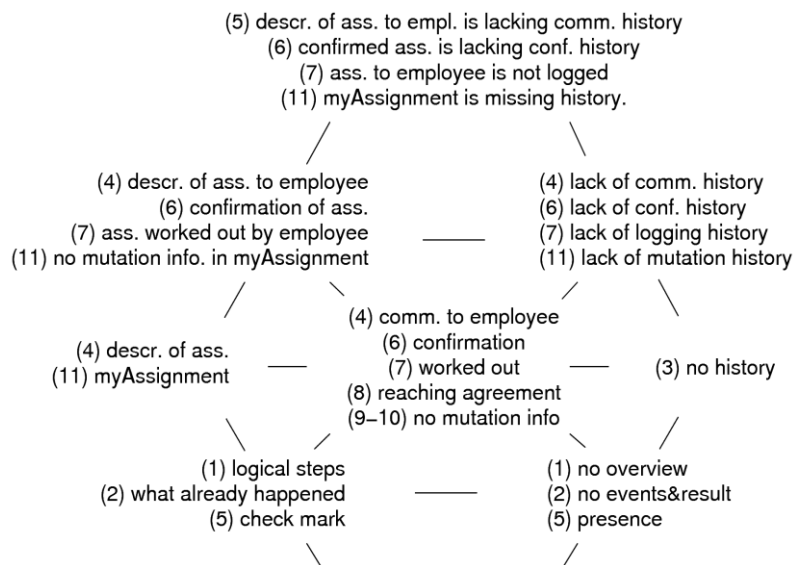 (5) descr. of ass. to empl. is lacking comm. history
(6) confirmed ass. is lacking conf. history
(7) ass. to employee is not logged
(11) myAssignment is missing history.
(4) descr. of ass. to employee
(6) confirmation of ass.
(7) ass. worked out by employee
(11) no mutation info. in myAssignment
(4) lack of comm. history
(6) lack of conf. history
(7) lack of logging history
(11) lack of mutation history
(4) comm. to employee
(6) confirmation
(7) worked out
(8) reaching agreement
(9–10) no mutation info
(4) descr. of ass.
(11) myAssignment
(3) no history
(1) logical steps
(2) what already happened
(5) check mark
(1) no overview
(2) no events&result
(5) presence